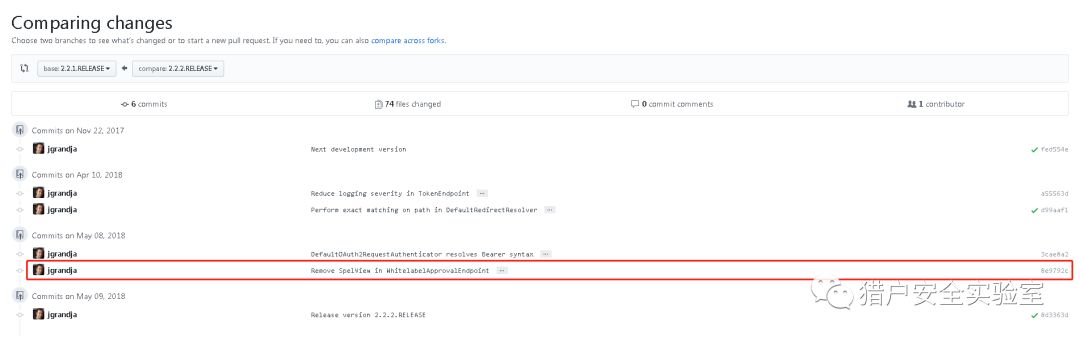 Comparing changes
Choose two branches to see what's changed or to start a new pull request. If you need to, you can also compare across forks.
base: 2.2.1.RELEASE compare: 2.2.2.RELEASE
6 commits 74 files changed 0 commit comments 1 contributor
Commits on Nov 22, 2017
jgrandja Next development version fed554e
Commits on Apr 10, 2018
jgrandja Reduce logging severity in TokenEndpoint ... a55563d
jgrandja Perform exact matching on path in DefaultRedirectResolver ... d99aaf1
Commits on May 08, 2018
jgrandja DefaultOAuth2RequestAuthenticator resolves Bearer syntax ... 3cae8a2
jgrandja Remove SpelView in WhitelabelApprovalEndpoint ... 8e9792c
Commits on May 09, 2018
猎户安全实验室
jgrandja Release version 2.2.2.RELEASE 8d3363d